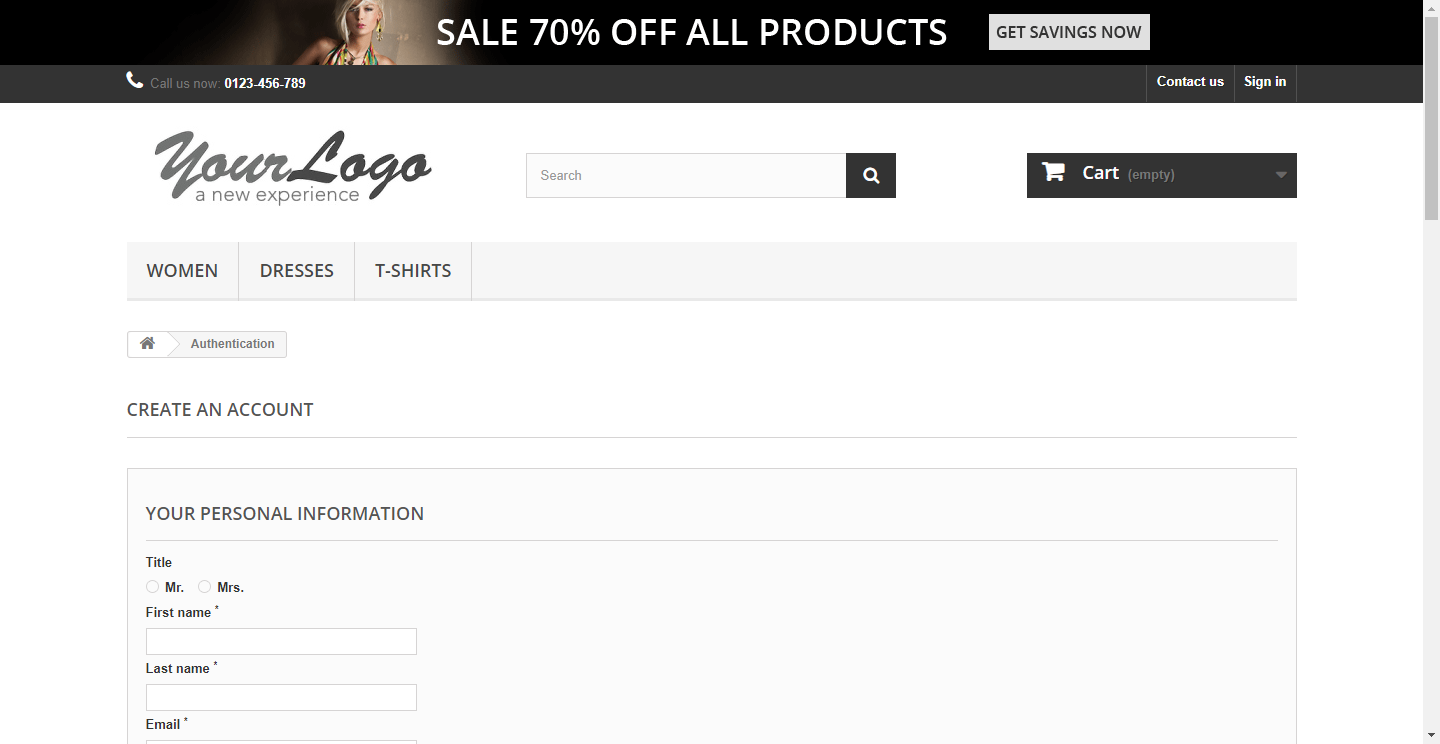 SALE 70% OFF ALL PRODUCTS GET SAVINGS NOW
Call us now: 0123-456-789 Contact us Sign in
YourLogo
a new experience
Search
Cart (empty)
WOMEN DRESSES T-SHIRTS
Authentication
CREATE AN ACCOUNT
YOUR PERSONAL INFORMATION
Title
Mr. Mrs.
First name *
Last name *
Email *